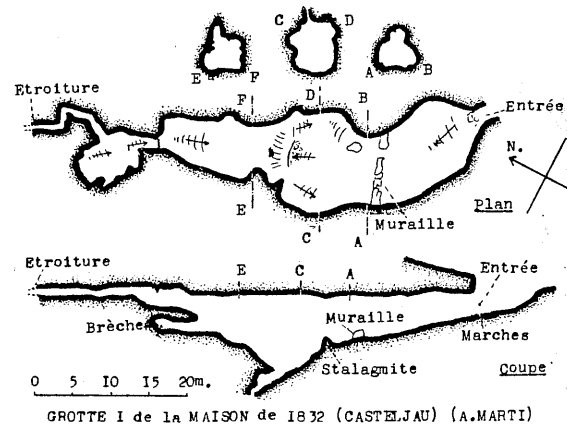 C D
E F
A B
Etroiture
F
D
B
Entrée
N.
E
C
A
Muraille
Plan
Etroiture
E
C
A
Entrée
Brèche
Muraille
Stalagmite
Marches
Coupe
0 5 10 15 20m.
GROTTE I de la MAISON de 1832 (CASTELJAU) (A.MARTI)